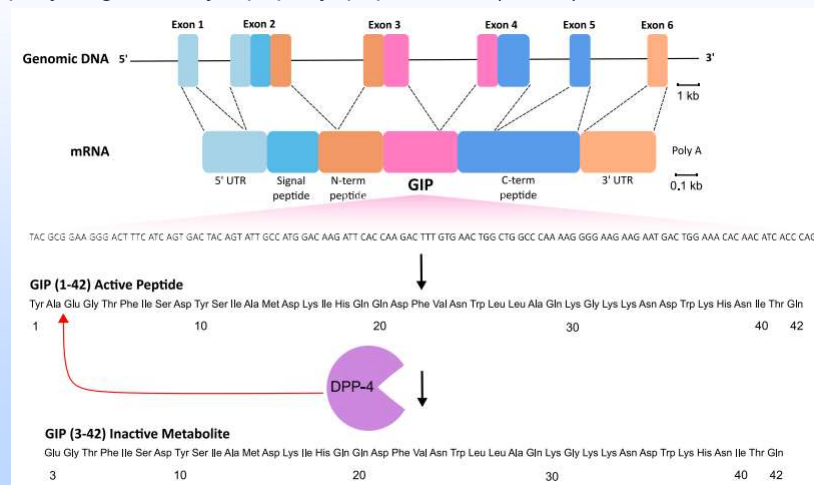 Exon 1 Exon 2 Exon 3 Exon 4 Exon 5 Exon 6
Genomic DNA 5' 3'
1 kb
mRNA Poly A
5' UTR Signal peptide N-term peptide GIP C-term peptide 3' UTR 0.1 kb
TAC GCG GAA GGG ACT TTC ATC AGT GAC TAC AGT ATT GCC ATG GAC AAG ATT CAC CAA GAC TTT GTG AAC TGG CTG GCC CAA AAG GGG AAG AAG AAT GAC TGG AAA CAC AAC ATC ACC CAG
GIP (1-42) Active Peptide
Tyr Ala Glu Gly Thr Phe Ile Ser Asp Tyr Ser Ile Ala Met Asp Lys Ile His Gln Gln Asp Phe Val Asn Trp Leu Leu Ala Gln Lys Gly Lys Lys Asn Asp Trp Lys His Asn Ile Thr Gln
1 10 20 30 40 42
DPP-4
GIP (3-42) Inactive Metabolite
Glu Gly Thr Phe Ile Ser Asp Tyr Ser Ile Ala Met Asp Lys Ile His Gln Gln Asp Phe Val Asn Trp Leu Leu Ala Gln Lys Gly Lys Lys Asn Asp Trp Lys His Asn Ile Thr Gln
3 10 20 30 40 42